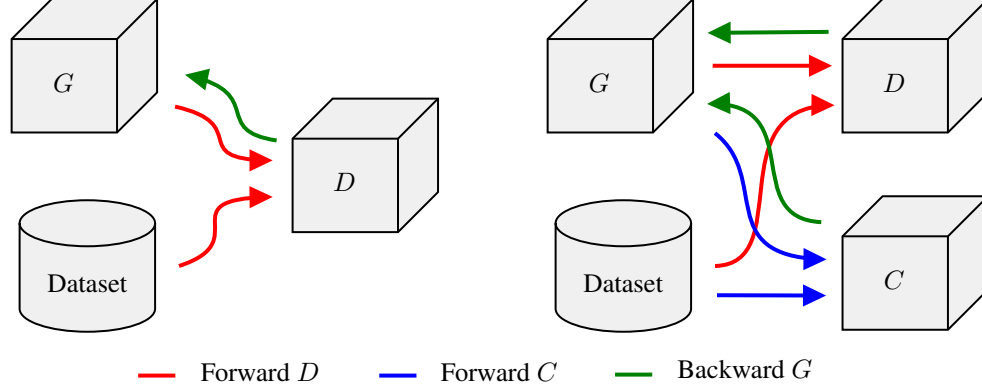 G
D
Dataset
G
D
Dataset
C
Forward D
Forward C
Backward G